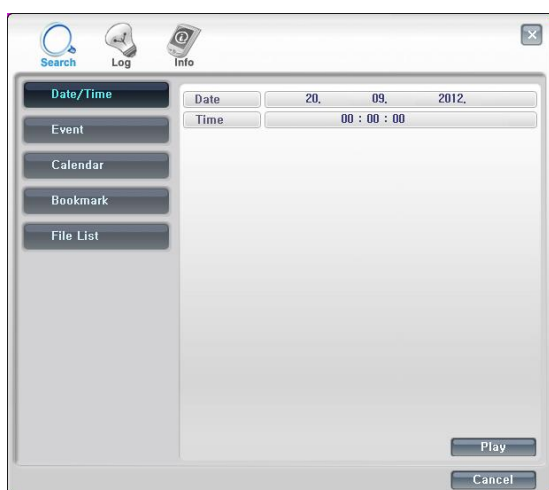 Search Log Info
Date/Time
Event
Calendar
Bookmark
File List
Date 20. 09. 2012.
Time 00 : 00 : 00
Play
Cancel